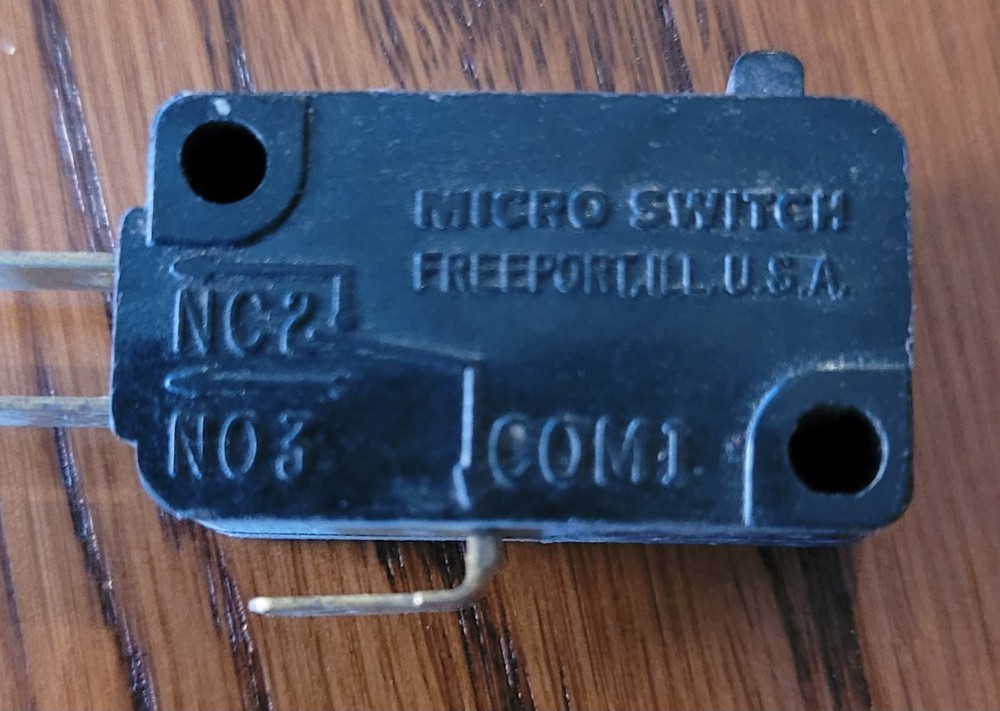 MICRO SWITCH
FREEPORT,ILL. U.S.A.
NC2
NO3
COM1